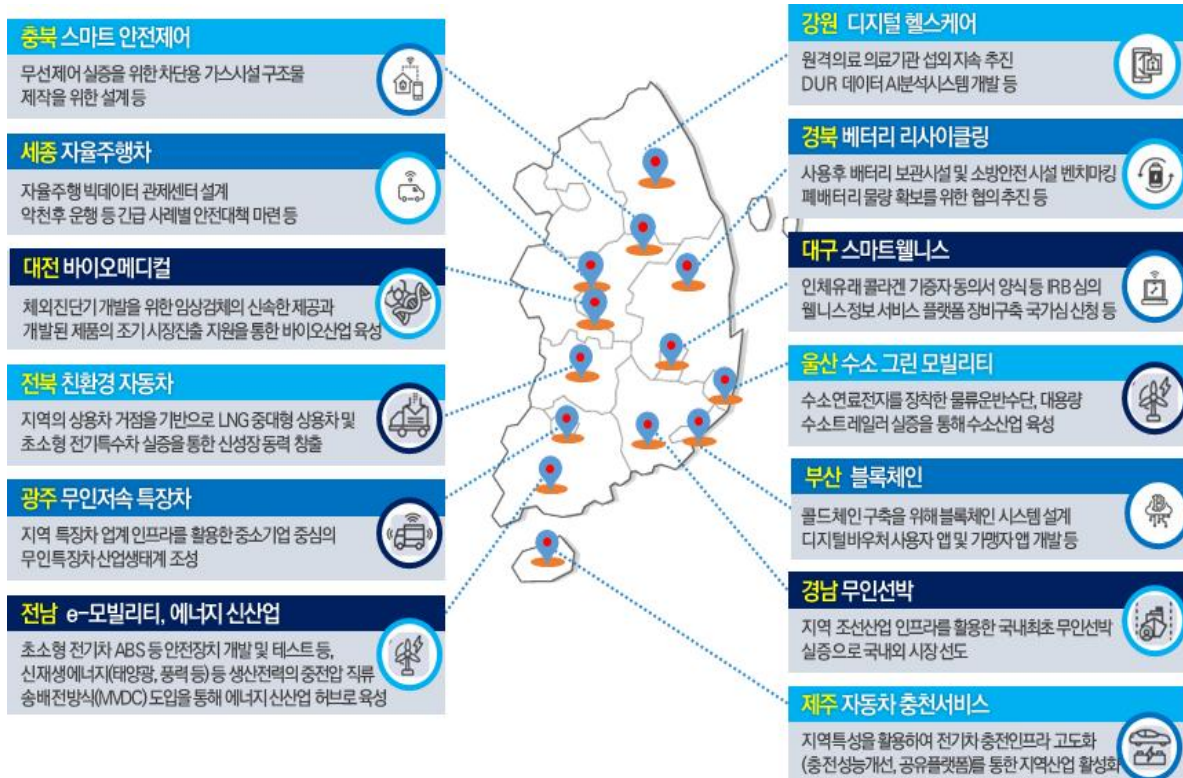 충북 스마트 안전제어
무선제어 실증을 위한 차단용 가스시설 구조물
제작을 위한 설계 등
세종 자율주행차
자율주행 빅데이터 관제센터 설계
악천후 운행 등 긴급 사례별 안전대책 마련 등
대전 바이오메디컬
체외진단기 개발을 위한 임상검체의 신속한 제공과
개발된 제품의 조기 시장진출 지원을 통한 바이오산업 육성
전북 친환경 자동차
지역의 상용차 거점을 기반으로 LNG 중대형 상용차 및
초소형 전기특수차 실증을 통한 신성장 동력 창출
광주 무인저속 특장차
지역 특장차 업계 인프라를 활용한 중소기업 중심의
무인특장차 산업생태계 조성
전남 e-모빌리티, 에너지 신산업
초소형 전기차 ABS 등 안전장치 개발 및 테스트 등,
신재생에너지(태양광, 풍력 등) 등 생산전력의 중전압 직류
송배전방식(MVDC) 도입을 통해 에너지 신산업 허브로 육성
강원 디지털 헬스케어
원격의료 의료기관 섭외 지속 추진
DUR 데이터 AI분석시스템 개발 등
경북 베터리 리사이클링
사용후 배터리 보관시설 및 소방안전 시설 벤치마킹
폐배터리 물량 확보를 위한 협의 추진 등
대구 스마트웰니스
인체유래 콜라겐 기증자 동의서 양식 등 IRB 심의
웰니스정보 서비스 플랫폼 장비구축 국가심 신청 등
울산 수소 그린 모빌리티
수소연료전지를 장착한 물류운반수단, 대용량
수소트레일러 실증을 통해 수소산업 육성
부산 블록체인
콜드체인 구축을 위해 블록체인 시스템 설계
디지털바우처 사용자 앱 및 가맹자 앱 개발 등
경남 무인선박
지역 조선산업 인프라를 활용한 국내최초 무인선박
실증으로 국내외 시장 선도
제주 자동차 충전서비스
지역특성을 활용하여 전기차 충전인프라 고도화
(충전성능개선, 공유플랫폼)를 통한 지역산업 활성화